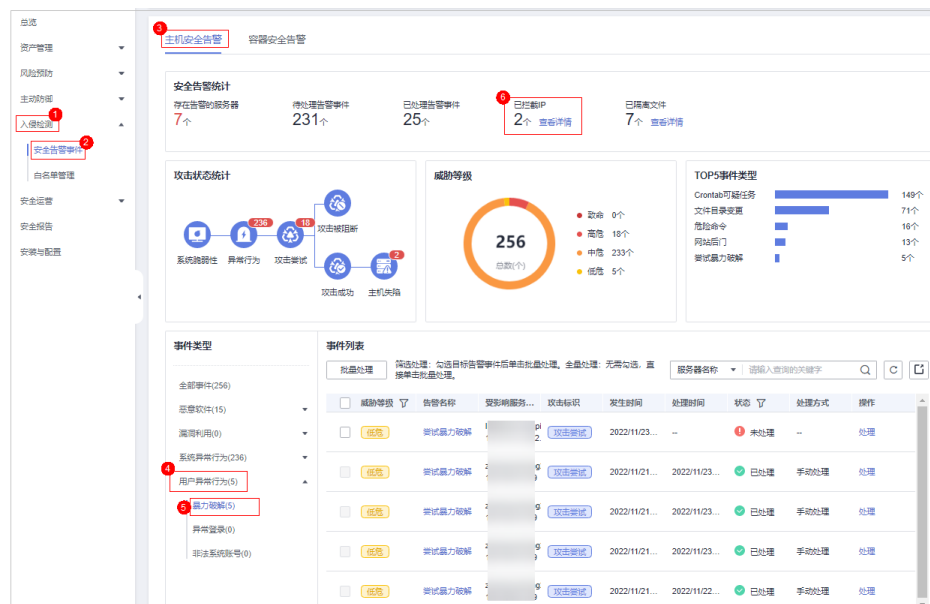 总览
资产管理
风险预防
主动防御
1
入侵检测
2
安全告警事件
白名单管理
安全运营
安全报告
安装与配置
3
主机安全告警 容器安全告警
安全告警统计
存在告警的服务器 待处理告警事件 已处理告警事件 已拦截IP 已隔离文件
6
7个 231个 25个 2个 查看详情 7个 查看详情
攻击状态统计
236 18
攻击被阻断
系统脆弱性 异常行为 攻击尝试
2
攻击成功 主机失陷
威胁等级
256
总数(个)
致命 0个
高危 18个
中危 233个
低危 5个
TOP5事件类型
Crontab可疑任务 149个
文件目录变更 71个
危险命令 16个
网站后门 13个
尝试暴力破解 5个
事件类型
全部事件(256)
恶意软件(15)
漏洞利用(0)
系统异常行为(236)
4
用户异常行为(5)
5
暴力破解(5)
异常登录(0)
非法系统账号(0)
事件列表
批量处理 筛选处理：勾选目标告警事件后单击批量处理。全量处理：无需勾选，直
接单击批量处理。
服务器名称 请输入查询的关键字
威胁等级 告警名称 受影响服务... 攻击标识 发生时间 处理时间 状态 处理方式 操作
低危 尝试暴力破解 攻击尝试 2022/11/23... -- 未处理 -- 处理
低危 尝试暴力破解 攻击尝试 2022/11/21... 2022/11/23... 已处理 手动处理 处理
低危 尝试暴力破解 攻击尝试 2022/11/21... 2022/11/23... 已处理 手动处理 处理
低危 尝试暴力破解 攻击尝试 2022/11/21... 2022/11/23... 已处理 手动处理 处理
低危 尝试暴力破解 攻击尝试 2022/11/21... 2022/11/22... 已处理 手动处理 处理